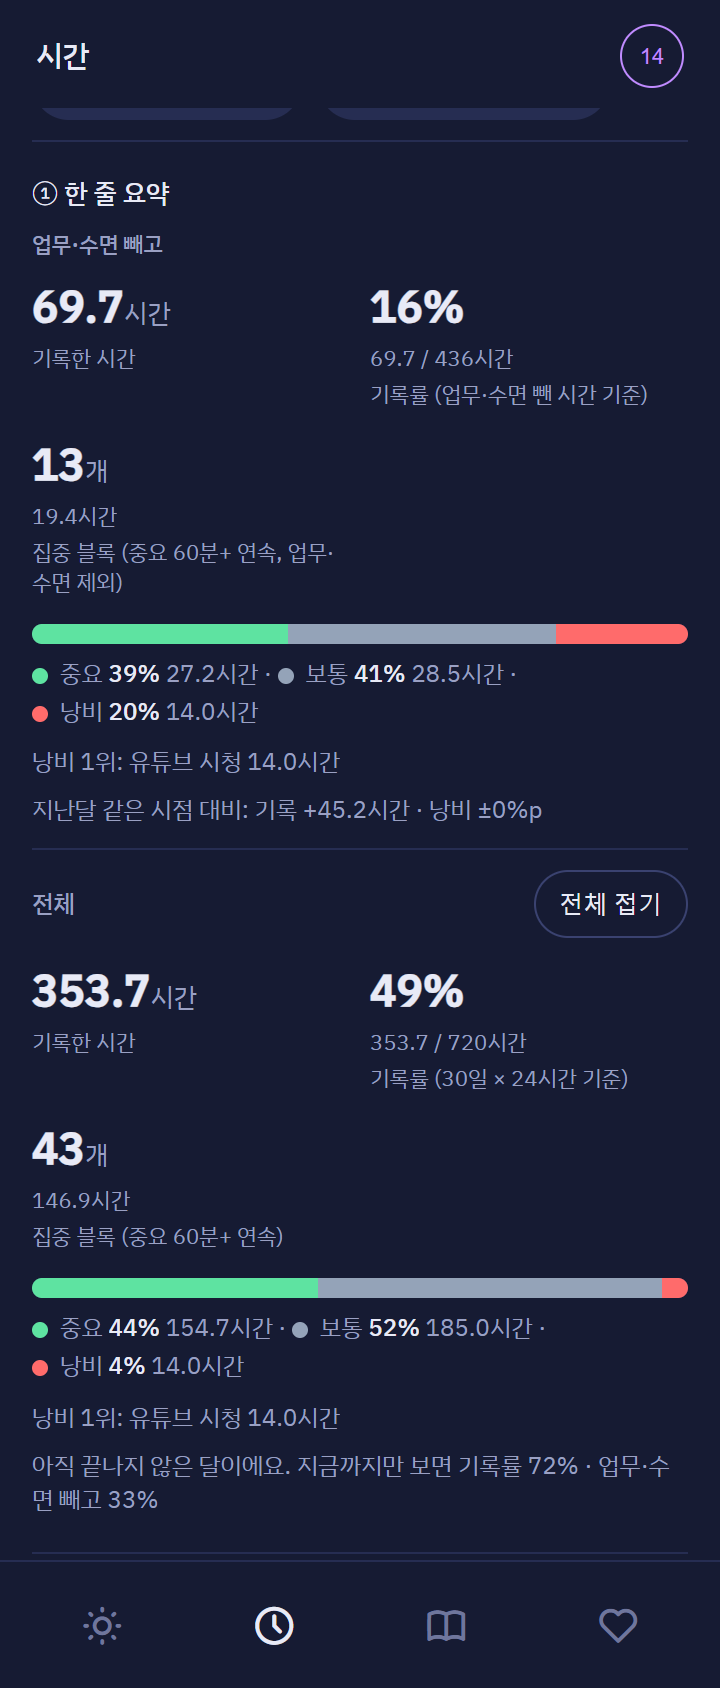 시간
14
① 한 줄 요약
업무·수면 빼고
69.7시간
기록한 시간
16%
69.7 / 436시간
기록률 (업무·수면 뺀 시간 기준)
13개
19.4시간
집중 블록 (중요 60분+ 연속, 업무·
수면 제외)
중요 39% 27.2시간 · 보통 41% 28.5시간 ·
낭비 20% 14.0시간
낭비 1위: 유튜브 시청 14.0시간
지난달 같은 시점 대비: 기록 +45.2시간 · 낭비 ±0%p
전체
전체 접기
353.7시간
기록한 시간
49%
353.7 / 720시간
기록률 (30일 × 24시간 기준)
43개
146.9시간
집중 블록 (중요 60분+ 연속)
중요 44% 154.7시간 · 보통 52% 185.0시간 ·
낭비 4% 14.0시간
낭비 1위: 유튜브 시청 14.0시간
아직 끝나지 않은 달이에요. 지금까지만 보면 기록률 72% · 업무·수
면 빼고 33%